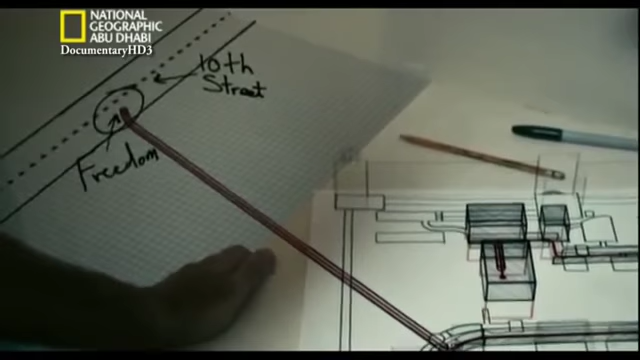 NATIONAL
GEOGRAPHIC
ABU DHABI
DocumentaryHD3
10th
Street
Freedom